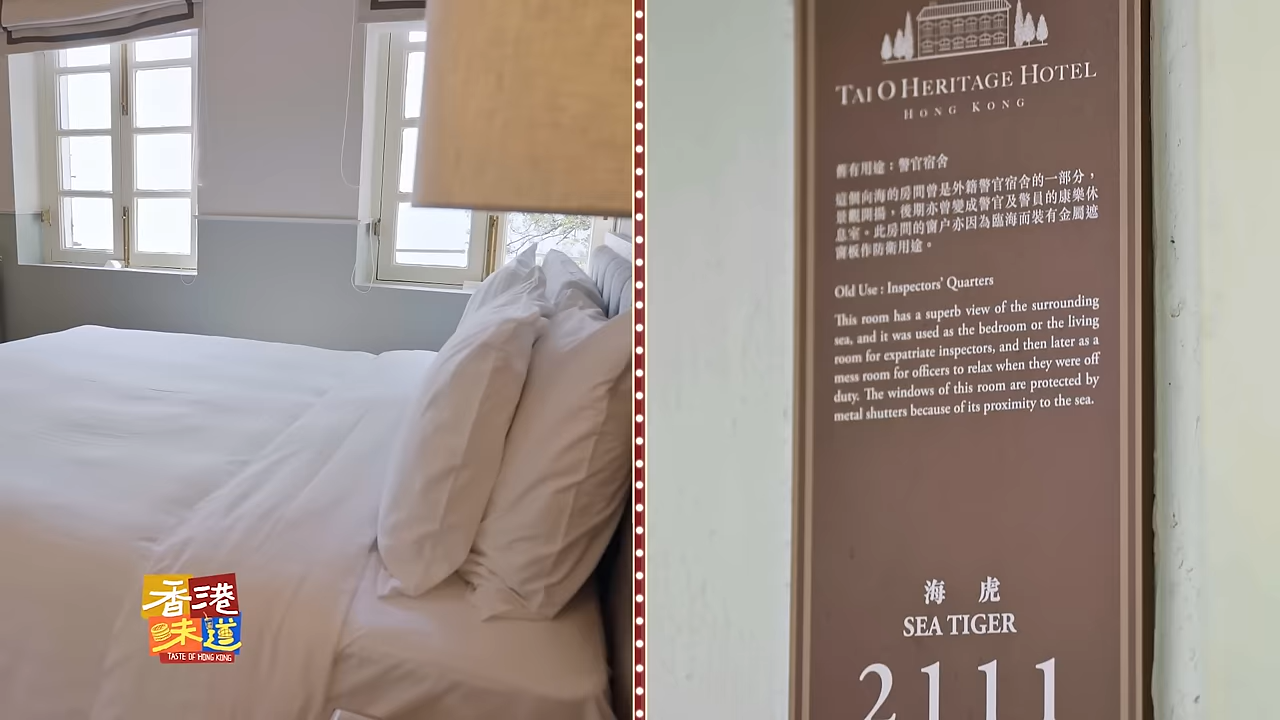 TAI O HERITAGE HOTEL
HONG KONG
舊有用途：警官宿舍
這個向海的房間曾是外籍警官宿舍的一部分，
景觀開揚，後期亦曾變成警官及警員的康樂休
息室。此房間的窗户亦因為臨海而裝有金屬遮
窗板作防衛用途。
Old Use : Inspectors' Quarters
This room has a superb view of the surrounding
sea, and it was used as the bedroom or the living
room for expatriate inspectors, and then later as a
mess room for officers to relax when they were off
duty. The windows of this room are protected by
metal shutters because of its proximity to the sea.
海 虎
SEA TIGER
2111
香港
味道
TASTE OF HONG KONG